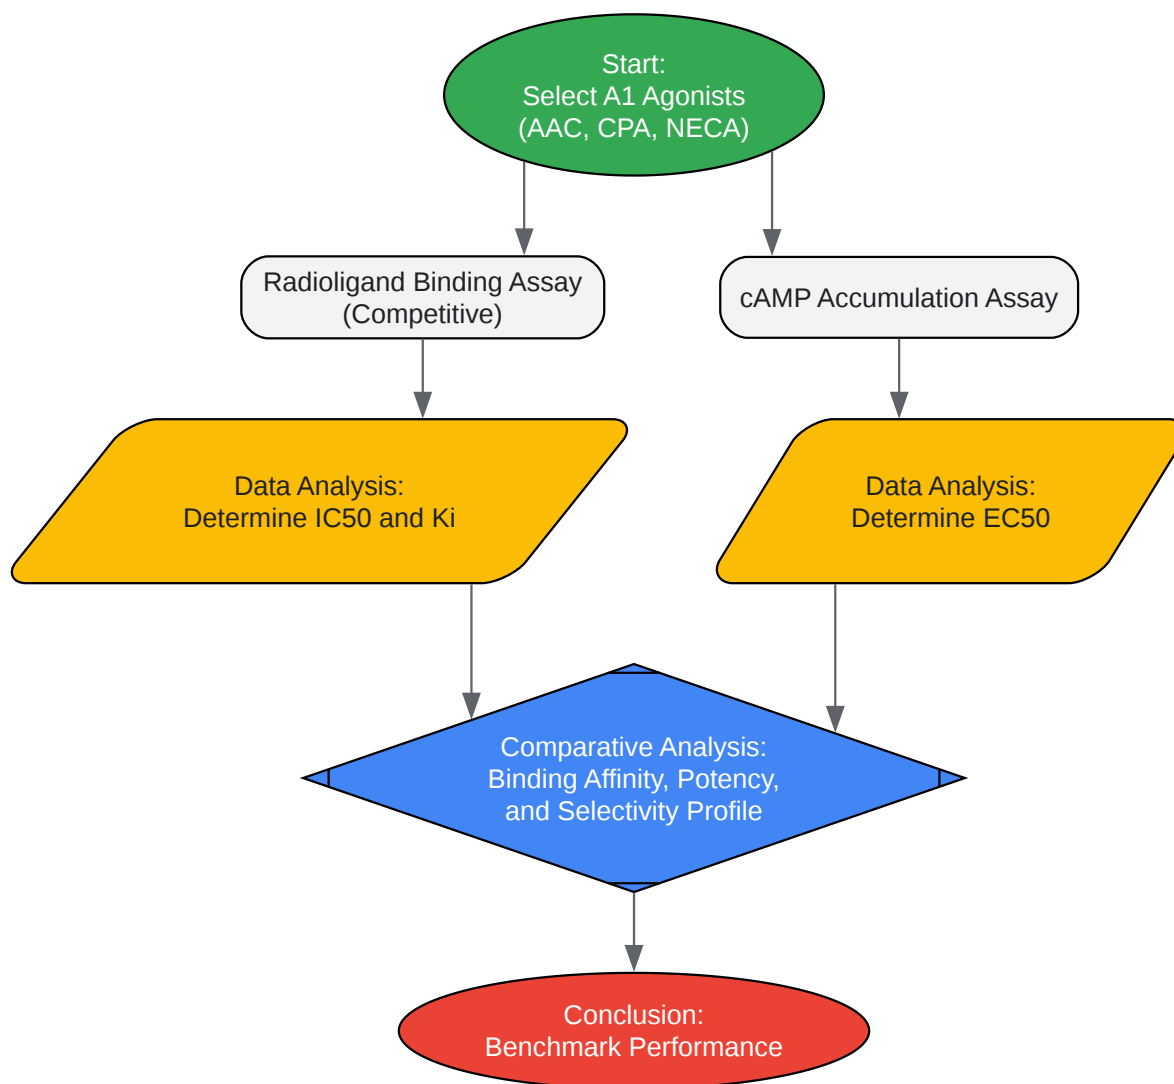 Start:
Select A1 Agonists
(AAC, CPA, NECA)
Radioligand Binding Assay
(Competitive)
cAMP Accumulation Assay
Data Analysis:
Determine IC50 and Ki
Data Analysis:
Determine EC50
Comparative Analysis:
Binding Affinity, Potency,
and Selectivity Profile
Conclusion:
Benchmark Performance